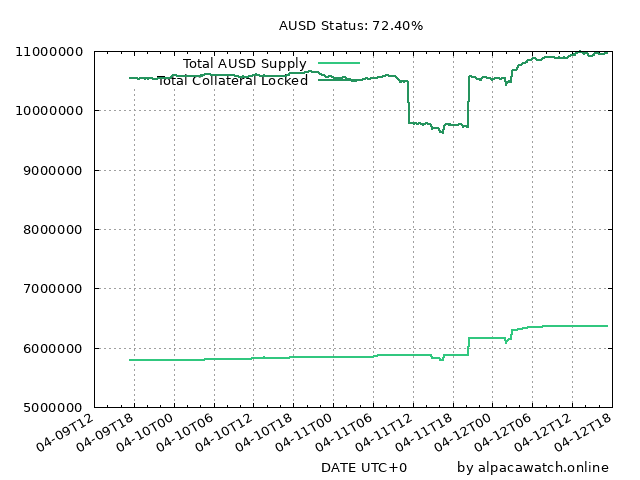 AUSD Status: 72.40%
Total AUSD Supply
Total Collateral Locked
11000000
10000000
9000000
8000000
7000000
6000000
5000000
04-09T12
04-09T18
04-10T00
04-10T06
04-10T12
04-10T18
04-11T00
04-11T06
04-11T12
04-11T18
04-12T00
04-12T06
04-12T12
04-12T18
DATE UTC+0
by alpacawatch.online